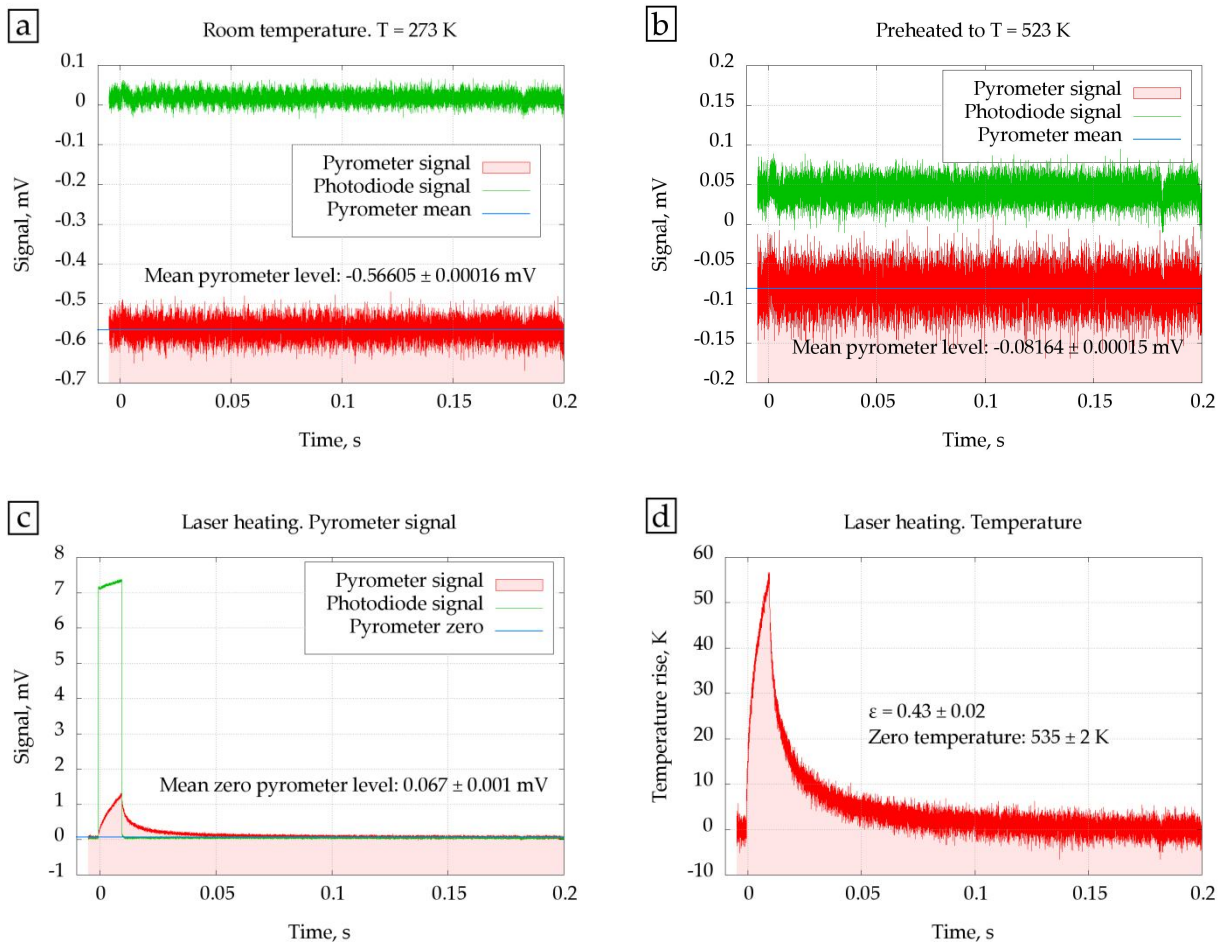 a
Room temperature. T = 273 K
0.1
0
-0.1
-0.2
-0.3
-0.4
-0.5
-0.6
-0.7
Signal, mV
Pyrometer signal
Photodiode signal
Pyrometer mean
Mean pyrometer level: -0.56605 ± 0.00016 mV
0 0.05 0.1 0.15 0.2
Time, s
b
Preheated to T = 523 K
0.2
0.15
0.1
0.05
0
-0.05
-0.1
-0.15
-0.2
Signal, mV
Pyrometer signal
Photodiode signal
Pyrometer mean
Mean pyrometer level: -0.08164 ± 0.00015 mV
0 0.05 0.1 0.15 0.2
Time, s
c
Laser heating. Pyrometer signal
8
7
6
5
4
3
2
1
0
-1
Signal, mV
Pyrometer signal
Photodiode signal
Pyrometer zero
Mean zero pyrometer level: 0.067 ± 0.001 mV
0 0.05 0.1 0.15 0.2
Time, s
d
Laser heating. Temperature
60
50
40
30
20
10
0
-10
Temperature rise, K
ε = 0.43 ± 0.02
Zero temperature: 535 ± 2 K
0 0.05 0.1 0.15 0.2
Time, s